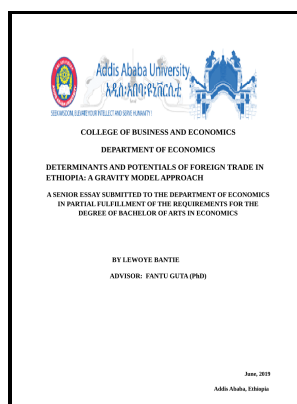 Addis Ababa University
አዲስ አበባ ዩኒቨርሲቲ
SEEK WISDOM, ELEVATE YOUR INTELLECT AND SERVE HUMANITY !
COLLEGE OF BUSINESS AND ECONOMICS
DEPARTMENT OF ECONOMICS
DETERMINANTS AND POTENTIALS OF FOREIGN TRADE IN
ETHIOPIA: A GRAVITY MODEL APPROACH
A SENIOR ESSAY SUBMITTED TO THE DEPARTMENT OF ECONOMICS
IN PARTIAL FULFILLMENT OF THE REQUIREMENTS FOR THE
DEGREE OF BACHELOR OF ARTS IN ECONOMICS
BY LEWOYE BANTIE
ADVISOR: FANTU GUTA (PhD)
June, 2019
Addis Ababa, Ethiopia